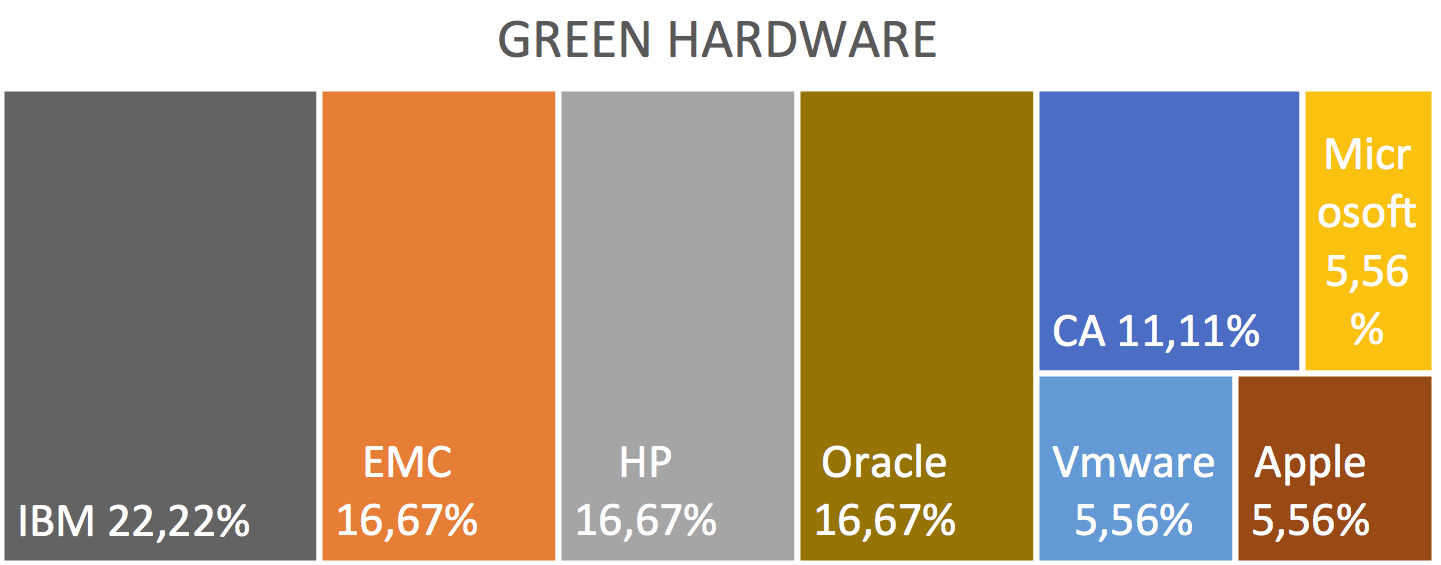 GREEN HARDWARE
IBM 22,22%
EMC
16,67%
HP
16,67%
Oracle
16,67%
CA 11,11%
Micr
osoft
5,56
%
Vmware
5,56%
Apple
5,56%